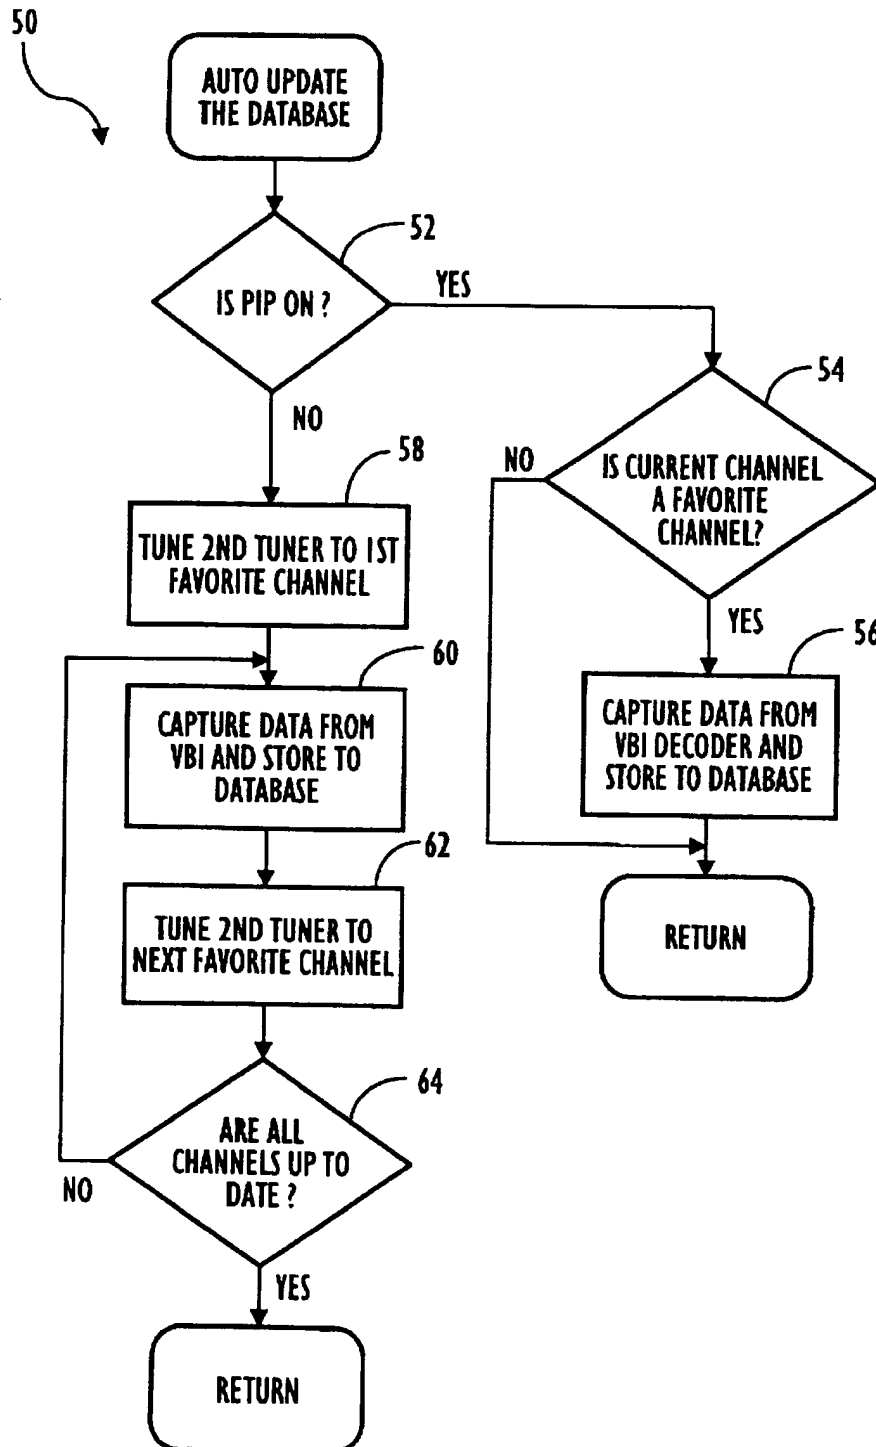 50
AUTO UPDATE
THE DATABASE
52
IS PIP ON ?
YES
NO
54
IS CURRENT CHANNEL
A FAVORITE
CHANNEL?
NO
YES
56
CAPTURE DATA FROM
VBI DECODER AND
STORE TO DATABASE
RETURN
58
TUNE 2ND TUNER TO 1ST
FAVORITE CHANNEL
60
CAPTURE DATA FROM
VBI AND STORE TO
DATABASE
62
TUNE 2ND TUNER TO
NEXT FAVORITE CHANNEL
64
ARE ALL
CHANNELS UP TO
DATE ?
NO
YES
RETURN